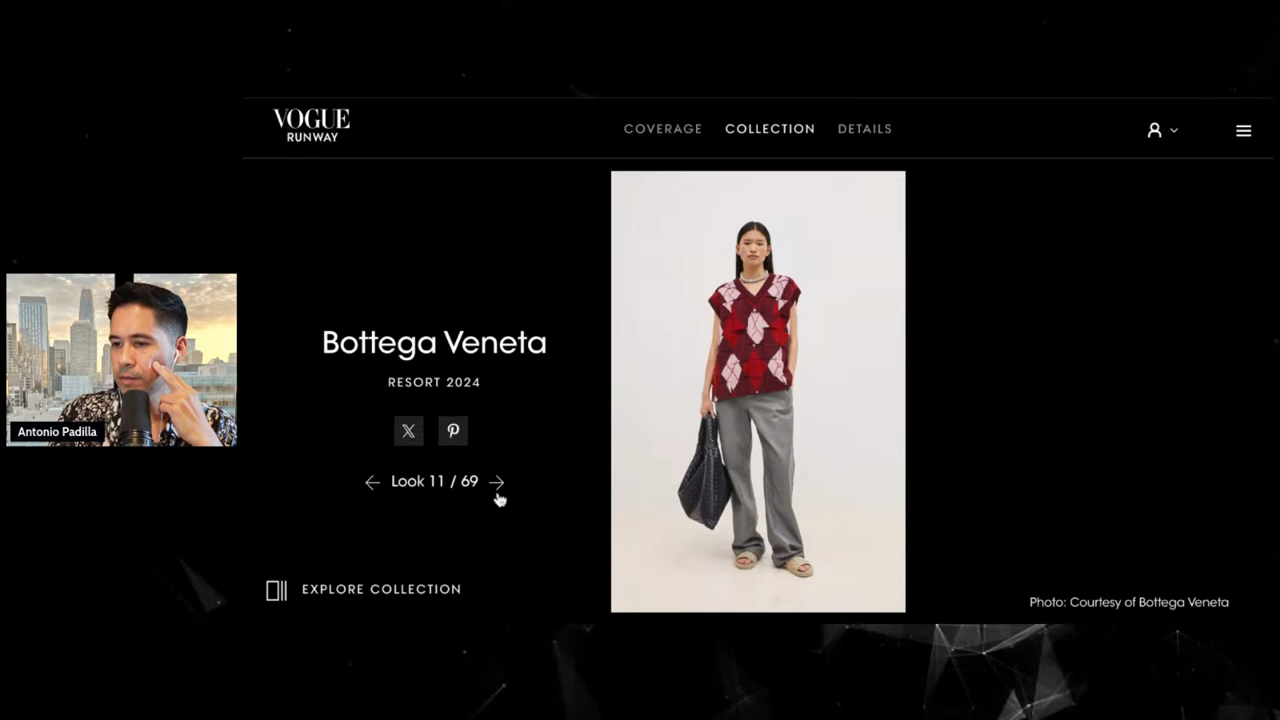 VOGUE
RUNWAY
COVERAGE
COLLECTION
DETAILS
Bottega Veneta
RESORT 2024
Look 11 / 69
EXPLORE COLLECTION
Photo: Courtesy of Bottega Veneta
Antonio Padilla